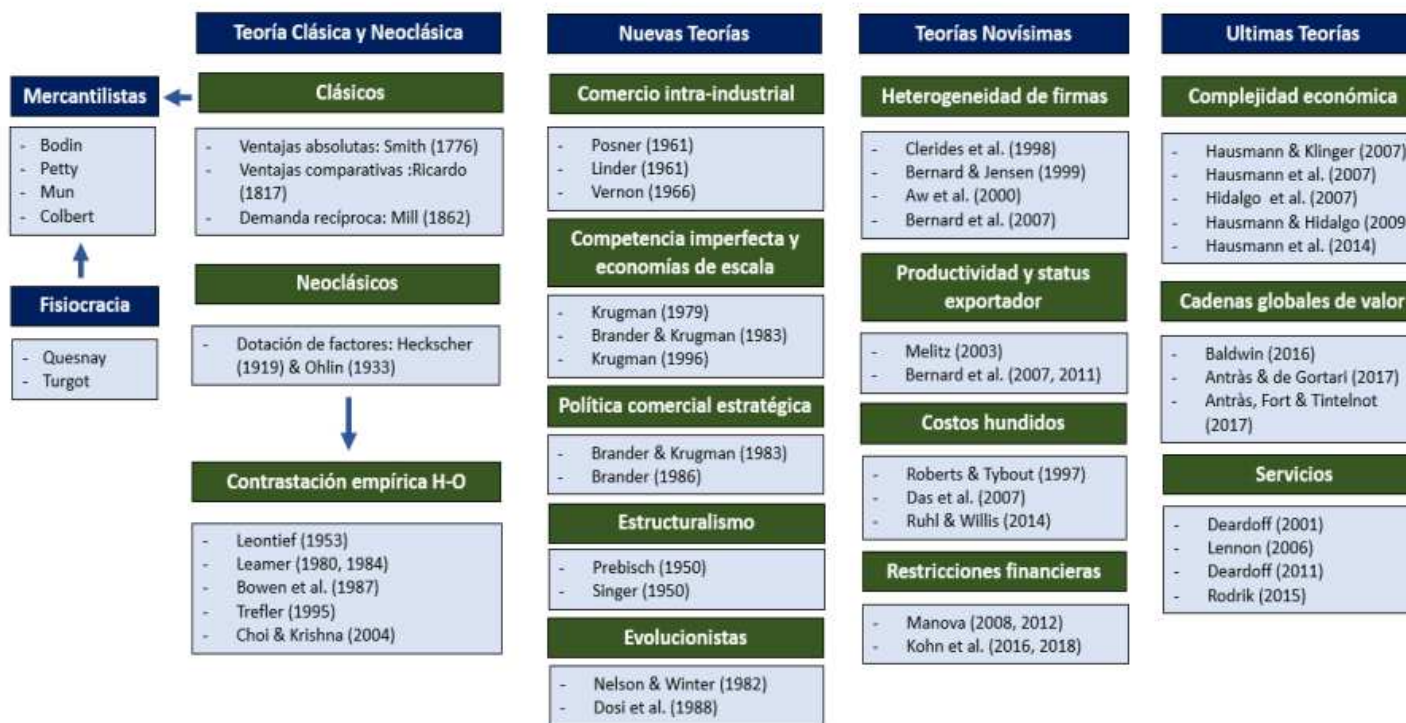 Teoría Clásica y Neoclásica
Nuevas Teorías
Teorías Novísimas
Ultimas Teorías
Mercantilistas
- Bodin
- Petty
- Mun
- Colbert
Fisiocracia
- Quesnay
- Turgot
Clásicos
- Ventajas absolutas: Smith (1776)
- Ventajas comparativas :Ricardo
(1817)
- Demanda recíproca: Mill (1862)
Neoclásicos
- Dotación de factores: Heckscher
(1919) & Ohlin (1933)
Contrastación empírica H-O
- Leontief (1953)
- Leamer (1980, 1984)
- Bowen et al. (1987)
- Trefler (1995)
- Choi & Krishna (2004)
Comercio intra-industrial
- Posner (1961)
- Linder (1961)
- Vernon (1966)
Competencia imperfecta y
economías de escala
- Krugman (1979)
- Brander & Krugman (1983)
- Krugman (1996)
Política comercial estratégica
- Brander & Krugman (1983)
- Brander (1986)
Estructuralismo
- Prebisch (1950)
- Singer (1950)
Evolucionistas
- Nelson & Winter (1982)
- Dosi et al. (1988)
Heterogeneidad de firmas
- Clerides et al. (1998)
- Bernard & Jensen (1999)
- Aw et al. (2000)
- Bernard et al. (2007)
Productividad y status
exportador
- Melitz (2003)
- Bernard et al. (2007, 2011)
Costos hundidos
- Roberts & Tybout (1997)
- Das et al. (2007)
- Ruhl & Willis (2014)
Restricciones financieras
- Manova (2008, 2012)
- Kohn et al. (2016, 2018)
Complejidad económica
- Hausmann & Klinger (2007)
- Hausmann et al. (2007)
- Hidalgo et al. (2007)
- Hausmann & Hidalgo (2009
- Hausmann et al. (2014)
Cadenas globales de valor
- Baldwin (2016)
- Antràs & de Gortari (2017)
- Antràs, Fort & Tintelnot
(2017)
Servicios
- Deardoff (2001)
- Lennon (2006)
- Deardoff (2011)
- Rodrik (2015)